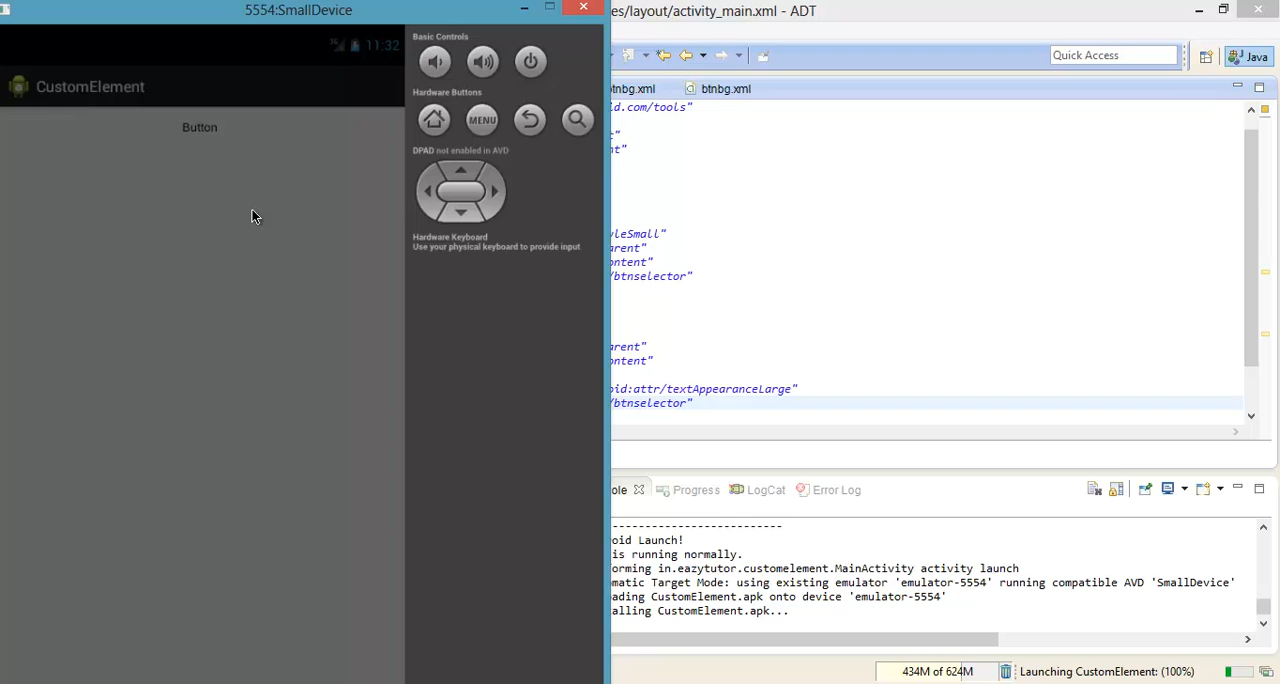 5554:SmallDevice
11:32
CustomElement
Button
Basic Controls
Hardware Buttons
MENU
DPAD not enabled in AVD
Hardware Keyboard
Use your physical keyboard to provide input
es/layout/activity_main.xml - ADT
Quick Access
Java
btnbg.xml
id.com/tools"
t"
nt"
yleSmall"
arent"
ontent"
/btnselector"
arent"
ontent"
oid:attr/textAppearanceLarge"
/btnselector"
ole
Progress
LogCat
Error Log
------------------------
oid Launch!
is running normally.
orming in.eazytutor.customelement.MainActivity activity launch
matic Target Mode: using existing emulator 'emulator-5554' running compatible AVD 'SmallDevice'
ading CustomElement.apk onto device 'emulator-5554'
alling CustomElement.apk...
434M of 624M
Launching CustomElement: (100%)